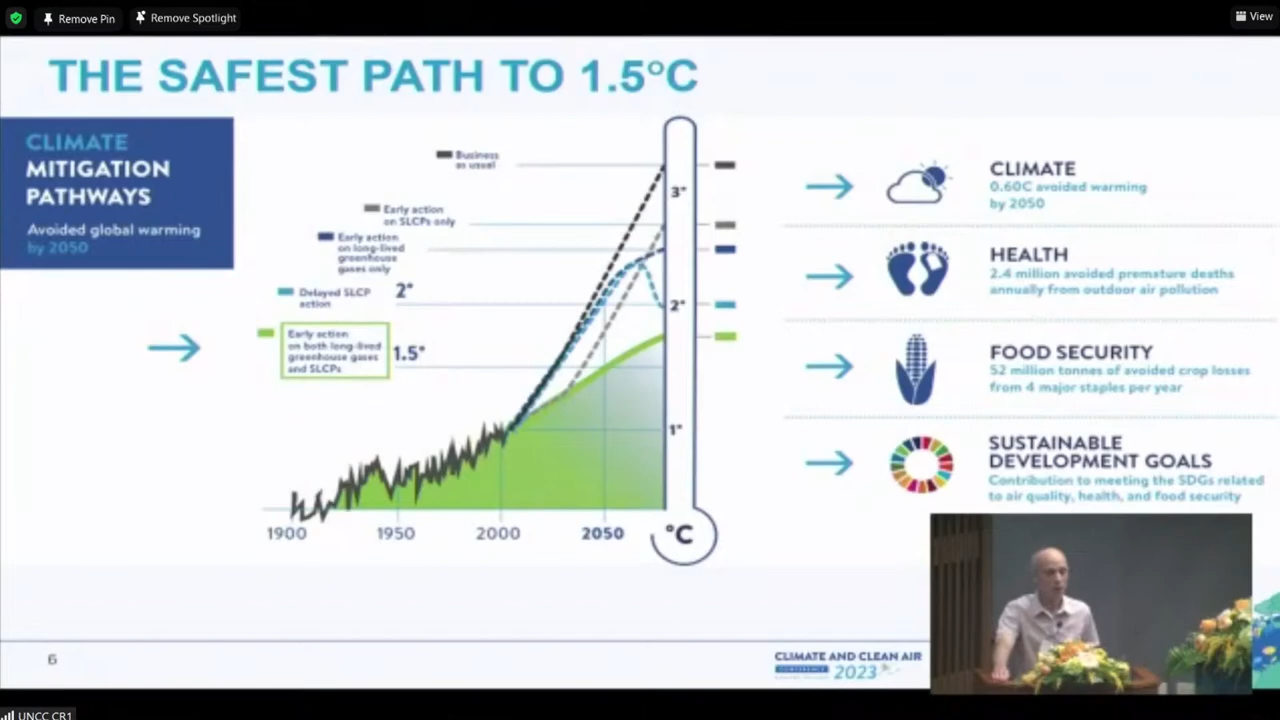 Remove Pin
Remove Spotlight
View
THE SAFEST PATH TO 1.5°C
CLIMATE
MITIGATION
PATHWAYS
Avoided global warming
by 2050
Business
as usual
Early action
on SLCPs only
Early action
on long-lived
greenhouse
gases only
Delayed SLCP
action
Early action
on both long-lived
greenhouse gases
and SLCPs
2°
1.5°
3°
2°
1°
°C
1900
1950
2000
2050
CLIMATE
0.60C avoided warming
by 2050
HEALTH
2.4 million avoided premeture deaths
annually from outdoor air pollution
FOOD SECURITY
52 million tonnes of avoided crop losses
from 4 major staples per year
SUSTAINABLE
DEVELOPMENT GOALS
Contribution to meeting the SDGs related
to air quality, health, and food security
6
CLIMATE AND CLEAN AIR
CONFERENCE
2023
UNCC CR1